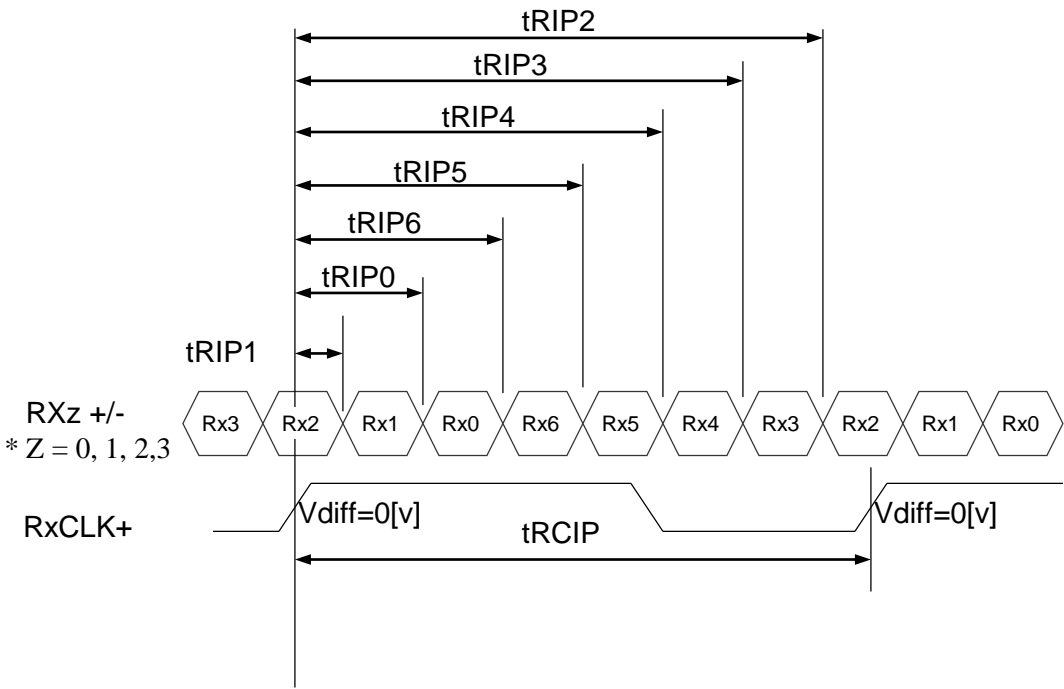 tRIP2
tRIP3
tRIP4
tRIP5
tRIP6
tRIP0
tRIP1
RXz +/-
* Z = 0, 1, 2,3
Rx3 Rx2 Rx1 Rx0 Rx6 Rx5 Rx4 Rx3 Rx2 Rx1 Rx0
RxCLK+
Vdiff=0[v] Vdiff=0[v]
tRCIP